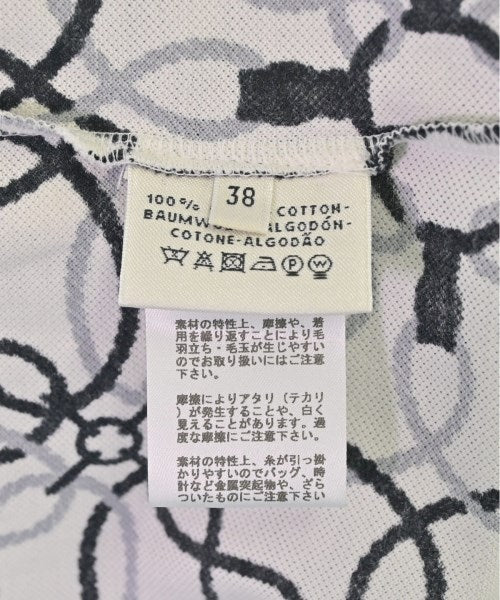 38
100% COTTON-
BAUMW ALGODÓN-
COTONE-ALGODÃO
P W
素材の特性上、摩擦や、着
用を繰り返すことにより毛
羽立ち・毛玉が生じやすい
のでお取り扱いにはご注意
下さい。
摩擦によりアタリ（テカリ
）が発生することや、白く
見えることがあります。過
度な摩擦にご注意下さい。
素材の特性上、糸が引っ掛
かりやすいのでバッグ、時
計など金属突起物や、ざら
ついたものにご注意下さい